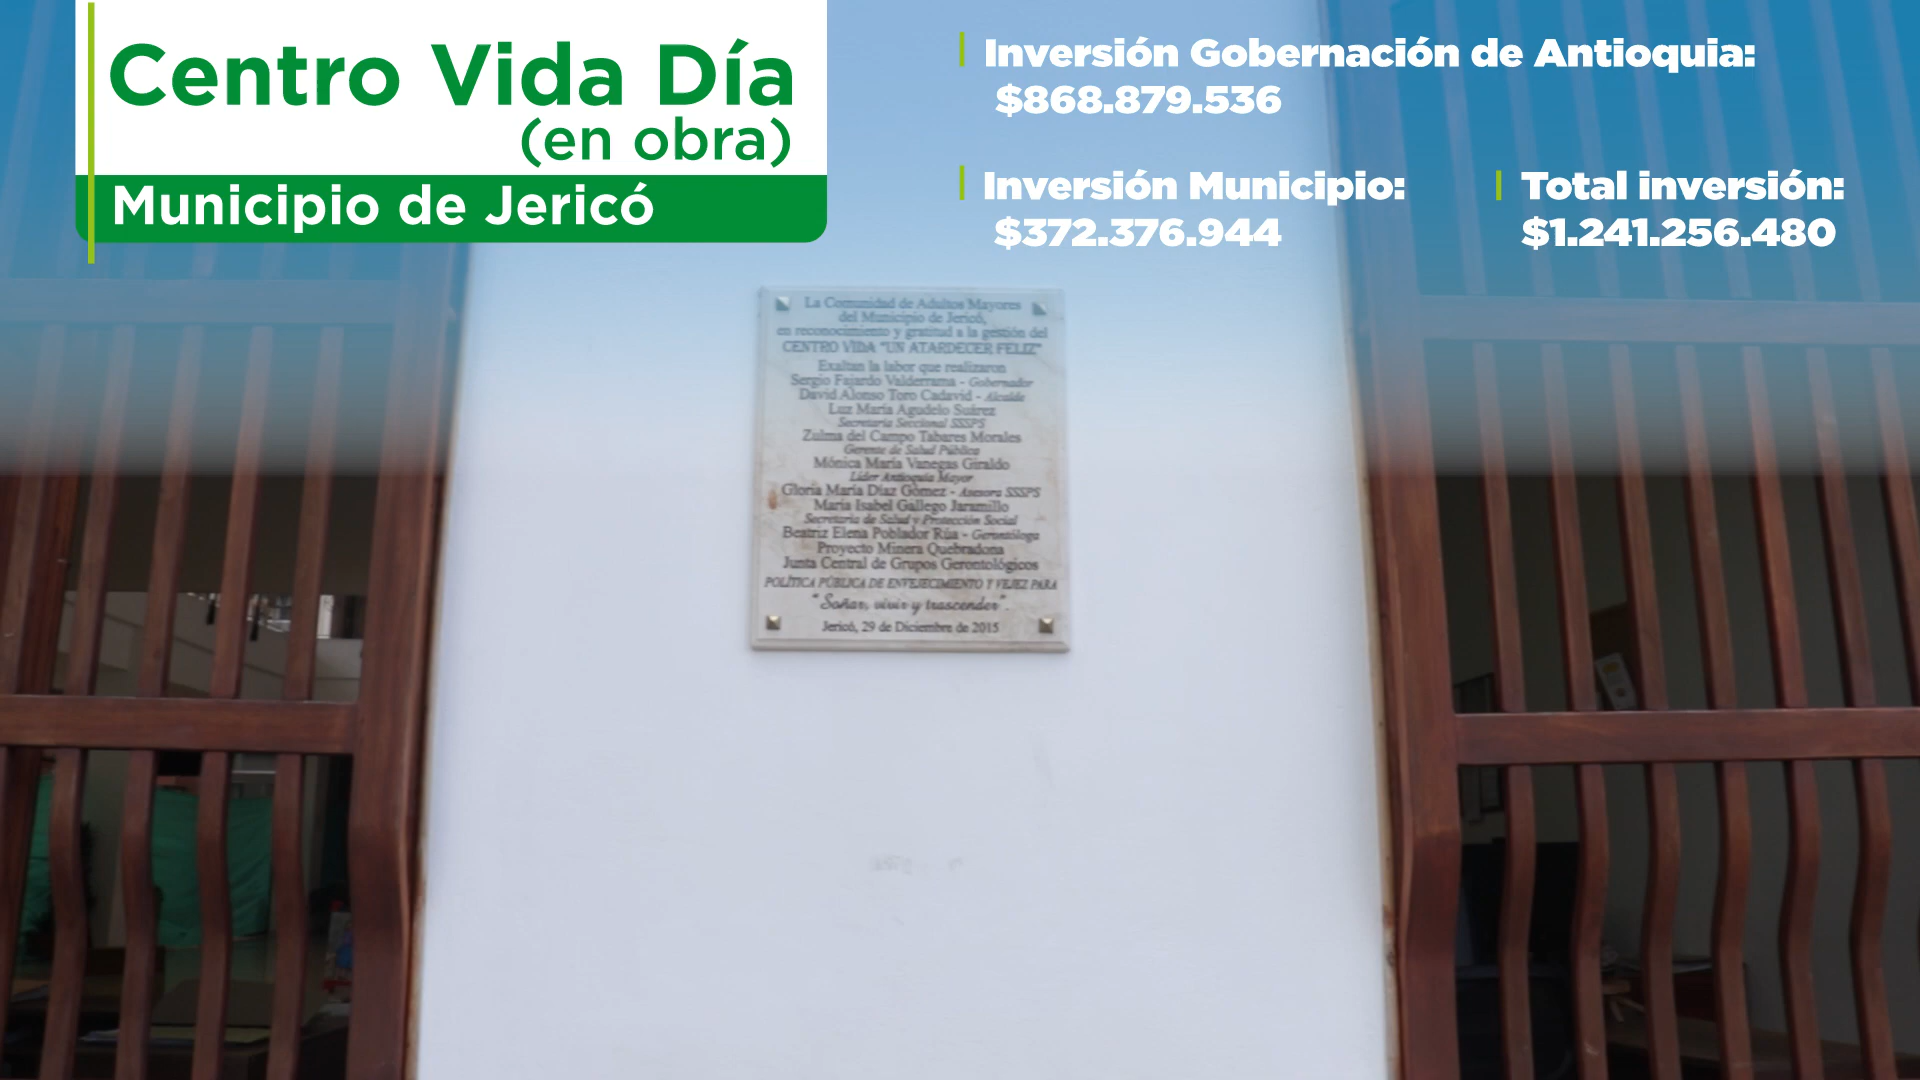 Centro Vida Día
(en obra)
Municipio de Jericó
Inversión Gobernación de Antioquia:
$868.879.536
Inversión Municipio:
$372.376.944
Total inversión:
$1.241.256.480
La Comunidad de Adultos Mayores
del Municipio de Jericó,
en reconocimiento y gratitud a la gestión del
CENTRO VIDA "UN ATARDECER FELIZ"
Exaltan la labor que realizaron
Sergio Fajardo Valderrama - Gobernador
David Alonso Toro Cadavid - Alcalde
Luz María Agudelo Suárez
Secretaria Seccional SSSPS
Zulma del Campo Tabares Morales
Gerente de Salud Pública
Mónica María Vanegas Giraldo
Líder Antioquia Mayor
Gloria María Díaz Gómez - Asesora SSSPS
María Isabel Gallego Jaramillo
Secretaria de Salud y Protección Social
Beatriz Elena Poblador Rúa - Gerontóloga
Proyecto Minera Quebradona
Junta Central de Grupos Gerontológicos
POLÍTICA PÚBLICA DE ENVEJECIMIENTO Y VEJEZ PARA
"Soñar, vivir y trascender".
Jericó, 29 de Diciembre de 2015